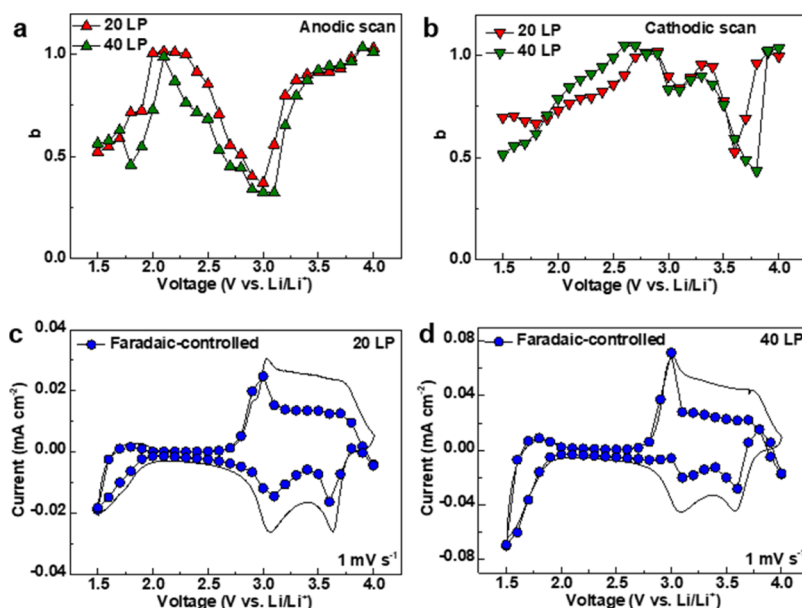 a
20 LP
40 LP
Anodic scan
b
1.0
0.5
0.0
1.5 2.0 2.5 3.0 3.5 4.0
Voltage (V vs. Li/Li⁺)
b
20 LP
40 LP
Cathodic scan
b
1.0
0.5
0.0
1.5 2.0 2.5 3.0 3.5 4.0
Voltage (V vs. Li/Li⁺)
c
Faradaic-controlled
20 LP
Current (mA cm⁻²)
0.04
0.02
0.00
-0.02
-0.04
1 mV s⁻¹
1.5 2.0 2.5 3.0 3.5 4.0
Voltage (V vs. Li/Li⁺)
d
Faradaic-controlled
40 LP
Current (mA cm⁻²)
0.08
0.04
0.00
-0.04
-0.08
1 mV s⁻¹
1.5 2.0 2.5 3.0 3.5 4.0
Voltage (V vs. Li/Li⁺)